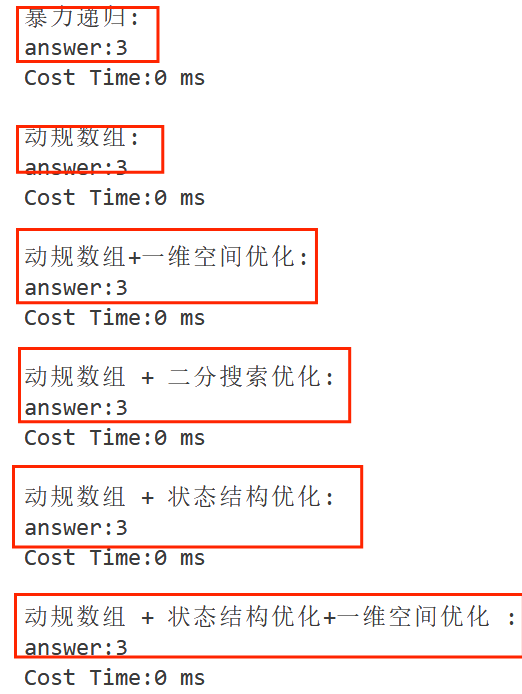 暴力递归:
answer:3
Cost Time:0 ms
动规数组:
answer:3
Cost Time:0 ms
动规数组+一维空间优化:
answer:3
Cost Time:0 ms
动规数组 + 二分搜索优化:
answer:3
Cost Time:0 ms
动规数组 + 状态结构优化:
answer:3
Cost Time:0 ms
动规数组 + 状态结构优化+一维空间优化 :
answer:3
Cost Time:0 ms